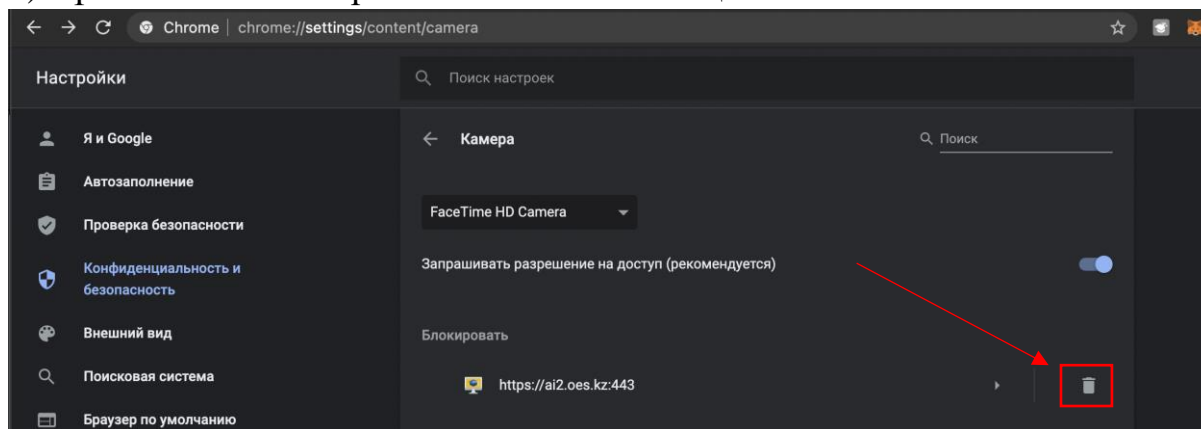 Chrome | chrome://settings/content/camera
Настройки
Поиск настроек
Я и Google
Камера
Поиск
Автозаполнение
FaceTime HD Camera
Проверка безопасности
Конфиденциальность и
безопасность
Запрашивать разрешение на доступ (рекомендуется)
Внешний вид
Блокировать
Поисковая система
https://ai2.oes.kz:443
Браузер по умолчанию